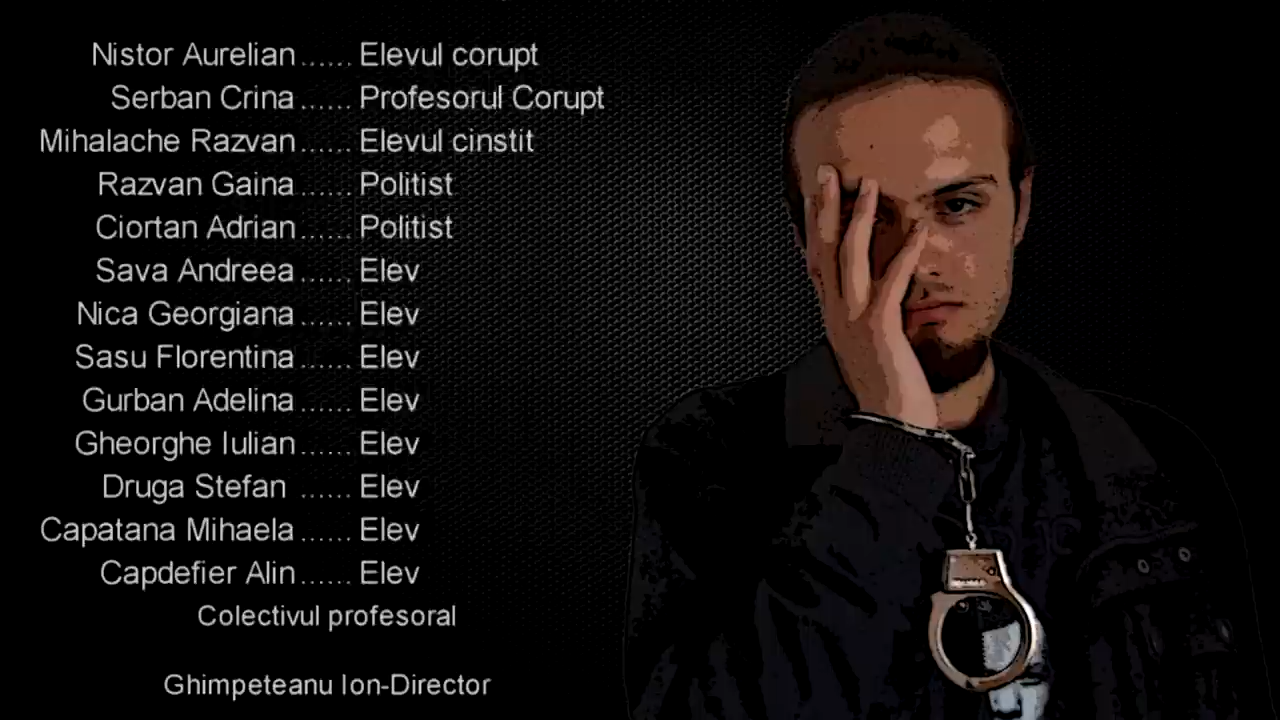 Nistor Aurelian ...... Elevul corupt
Serban Crina ...... Profesorul Corupt
Mihalache Razvan ...... Elevul cinstit
Razvan Gaina ...... Politist
Ciortan Adrian ...... Politist
Sava Andreea ...... Elev
Nica Georgiana ...... Elev
Sasu Florentina ...... Elev
Gurban Adelina ...... Elev
Gheorghe Iulian ...... Elev
Druga Stefan ...... Elev
Capatana Mihaela ...... Elev
Capdefier Alin ...... Elev
Colectivul profesoral
Ghimpeteanu Ion-Director